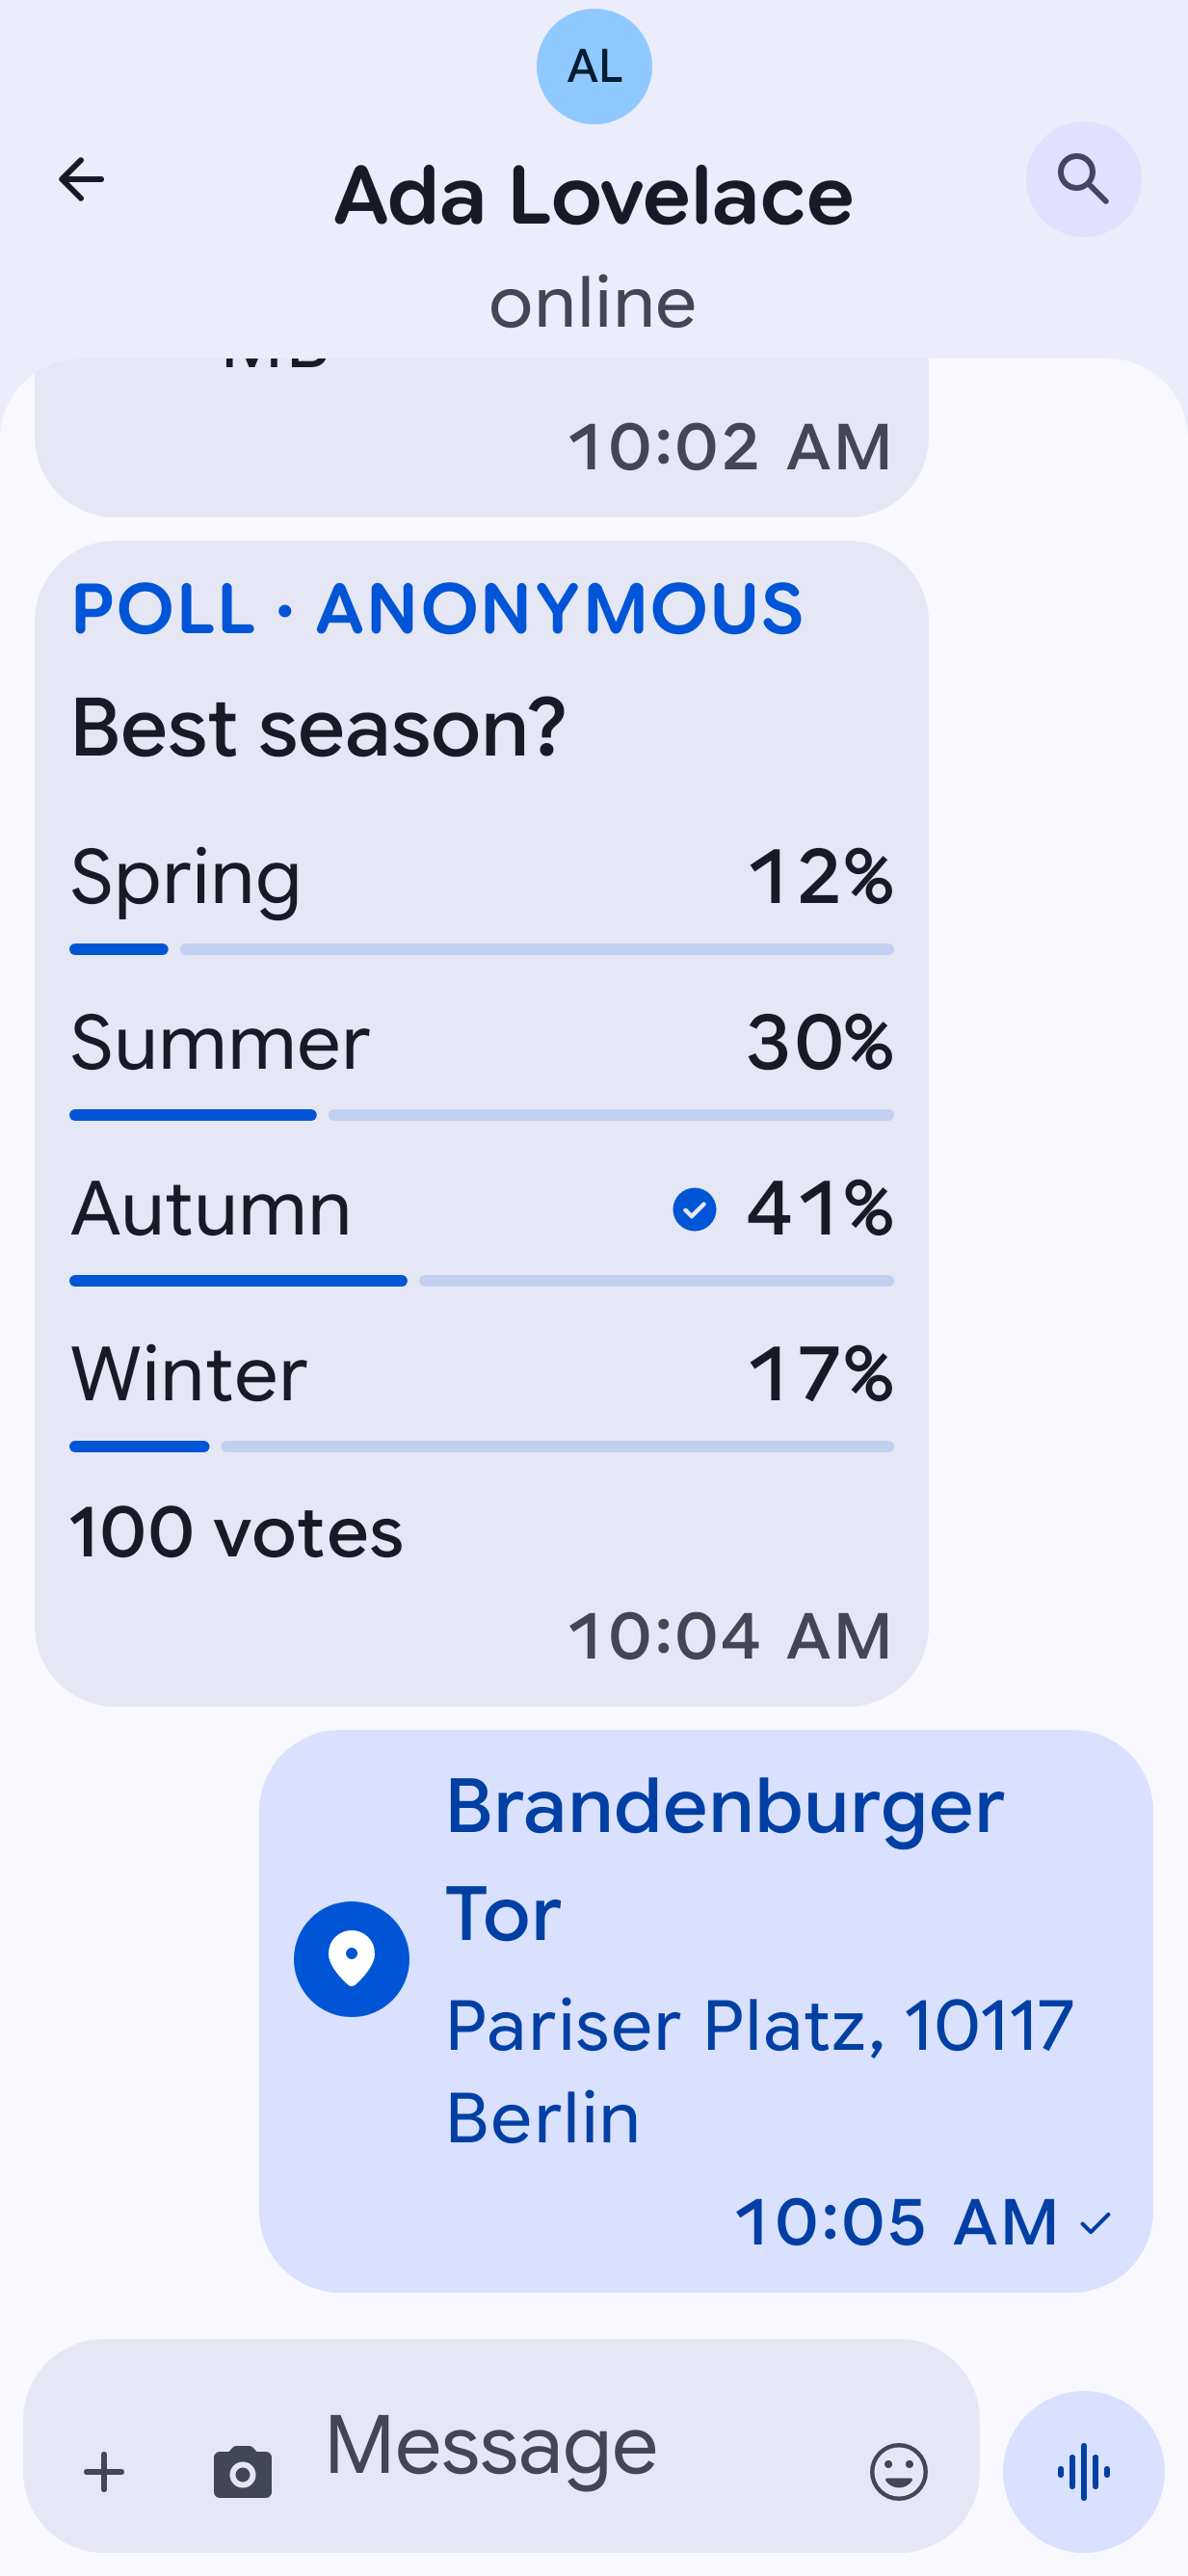 AL
Ada Lovelace
online
10:02 AM
POLL · ANONYMOUS
Best season?
Spring 12%
Summer 30%
Autumn 41%
Winter 17%
100 votes
10:04 AM
Brandenburger
Tor
Pariser Platz, 10117
Berlin
10:05 AM
Message